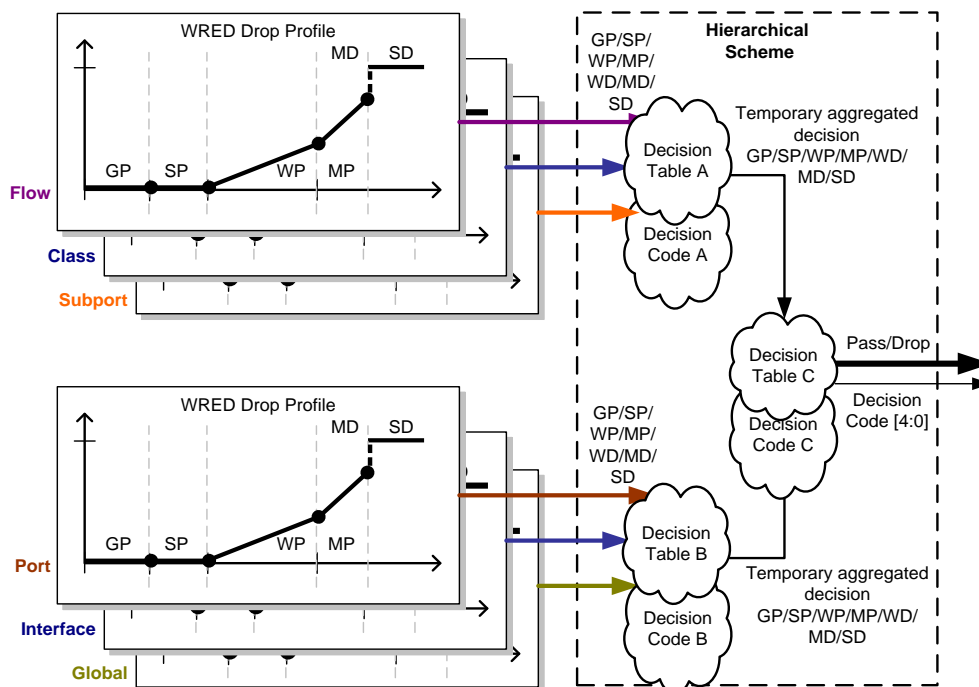 WRED Drop Profile
MD
SD
GP
SP
WP
MP
Flow
Class
Subport
GP/SP/
WP/MP/
WD/MD/
SD
Hierarchical
Scheme
Decision
Table A
Decision
Code A
Temporary aggregated
decision
GP/SP/WP/MP/WD/
MD/SD
Decision
Table C
Decision
Code C
Pass/Drop
Decision
Code [4:0]
WRED Drop Profile
MD
SD
GP
SP
WP
MP
Port
Interface
Global
GP/SP/
WP/MP/
WD/MD/
SD
Decision
Table B
Decision
Code B
Temporary aggregated
decision
GP/SP/WP/MP/WD/
MD/SD